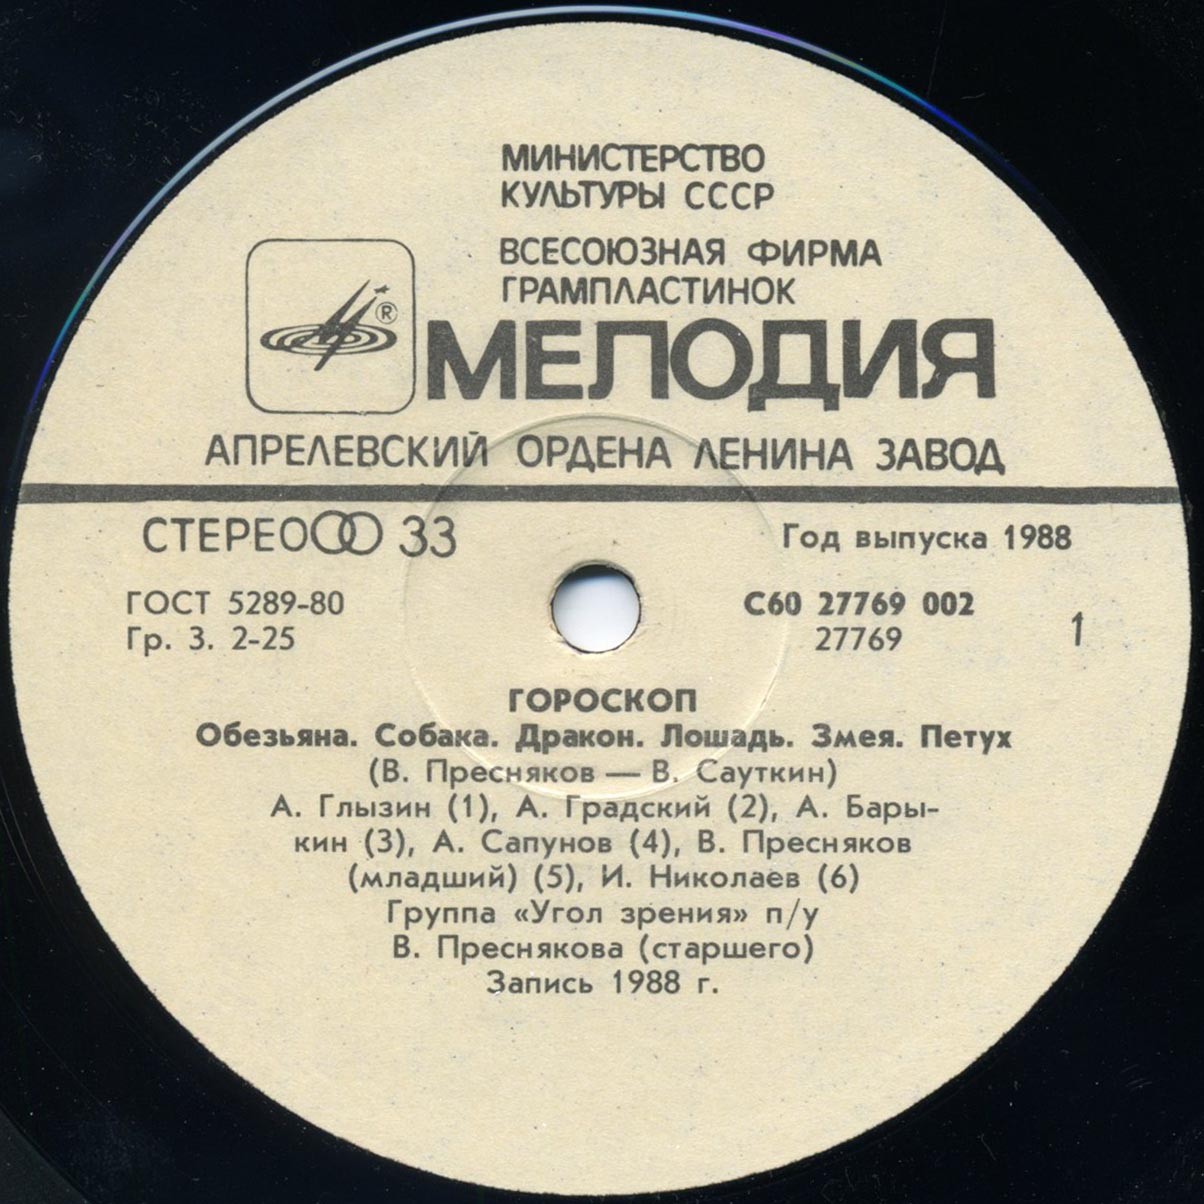 МИНИСТЕРСТВО
КУЛЬТУРЫ СССР
ВСЕСОЮЗНАЯ ФИРМА
ГРАМПЛАСТИНОК
®
МЕЛОДИЯ
АПРЕЛЕВСКИЙ ОРДЕНА ЛЕНИНА ЗАВОД
СТЕРЕО 33
Год выпуска 1988
ГОСТ 5289-80
Гр. 3. 2-25
С60 27769 002
27769
1
ГОРОСКОП
Обезьяна. Собака. Дракон. Лошадь. Змея. Петух
(В. Пресняков — В. Сауткин)
А. Глызин (1), А. Градский (2), А. Бары-
кин (3), А. Сапунов (4), В. Пресняков
(младший) (5), И. Николаев (6)
Группа «Угол зрения» п/у
В. Преснякова (старшего)
Запись 1988 г.